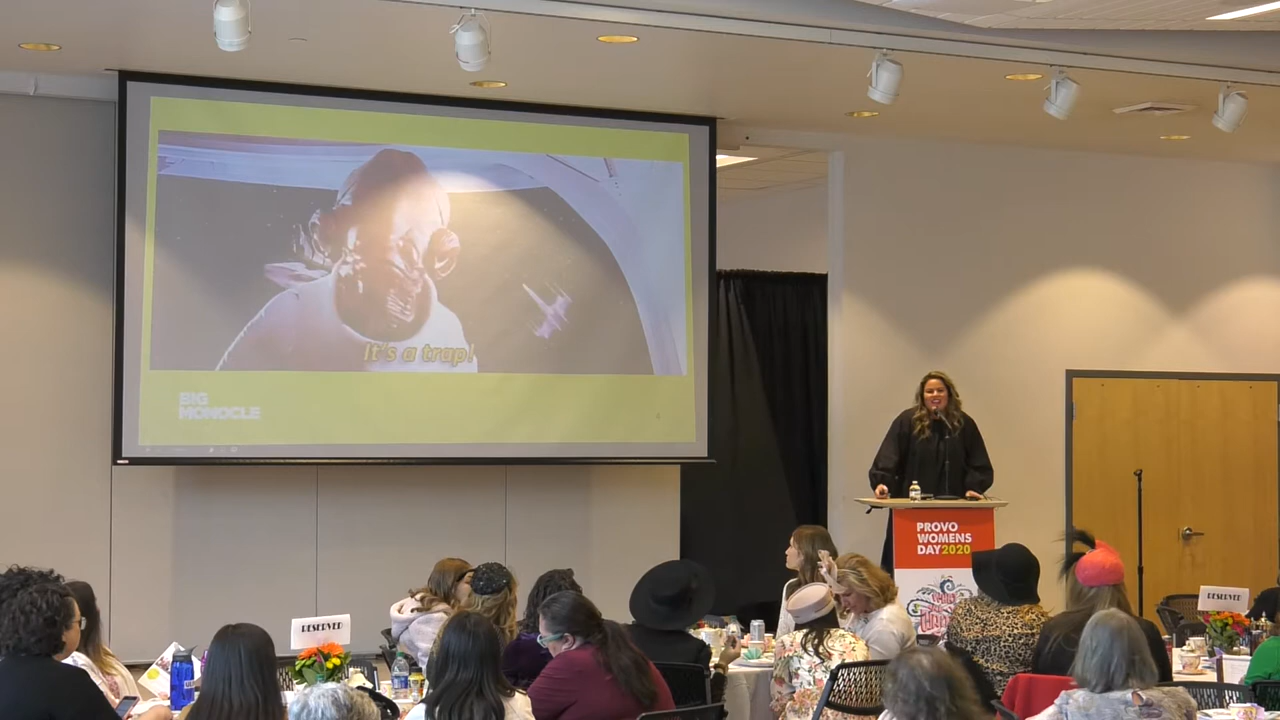 It's a trap!
BIG
MONOCLE
PROVO
WOMENS
DAY2020
RESERVED
RESERVED